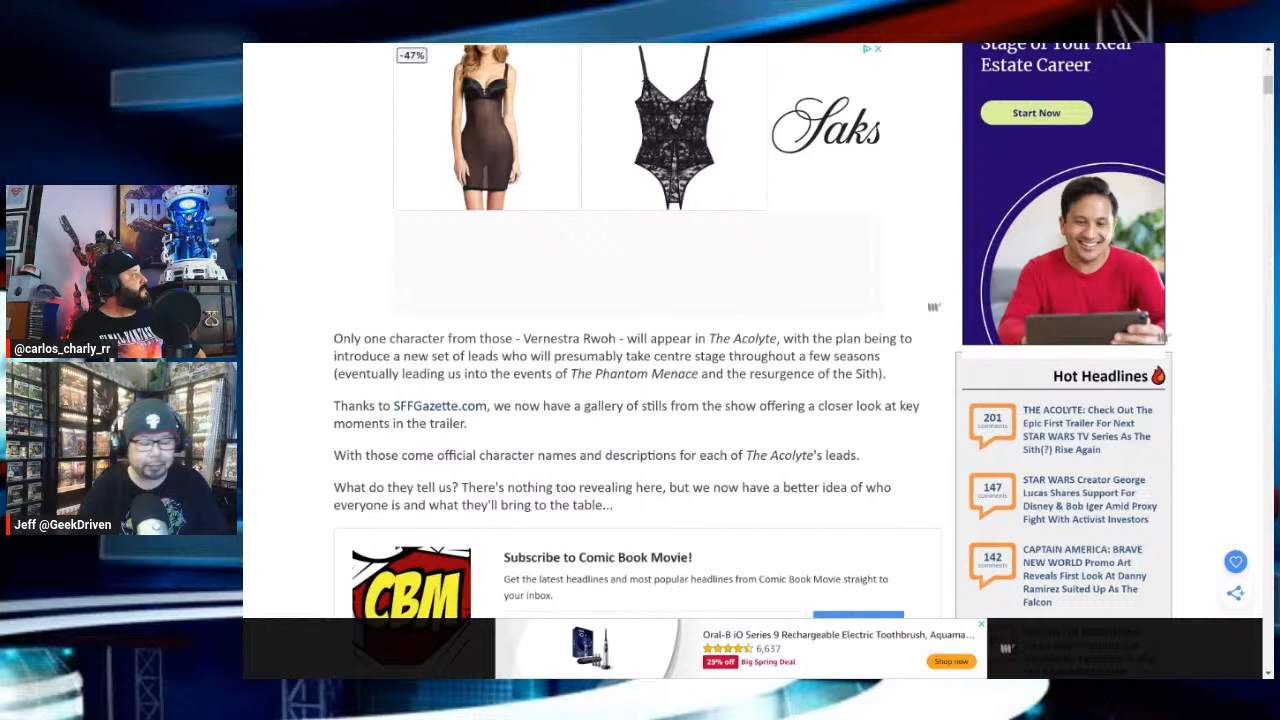 -47%
Saks
Stage of Your Real
Estate Career
Start Now
DOO
@carlos_charly_rr
Jeff @GeekDriven
Only one character from those - Vernestra Rwoh - will appear in The Acolyte, with the plan being to
introduce a new set of leads who will presumably take centre stage throughout a few seasons
(eventually leading us into the events of The Phantom Menace and the resurgence of the Sith).
Thanks to SFFGazette.com, we now have a gallery of stills from the show offering a closer look at key
moments in the trailer.
With those come official character names and descriptions for each of The Acolyte's leads.
What do they tell us? There's nothing too revealing here, but we now have a better idea of who
everyone is and what they'll bring to the table...
CBM
Subscribe to Comic Book Movie!
Get the latest headlines and most popular headlines from Comic Book Movie straight to
your inbox.
Hot Headlines
201
comments
THE ACOLYTE: Check Out The
Epic First Trailer For Next
STAR WARS TV Series As The
Sith(?) Rise Again
147
comments
STAR WARS Creator George
Lucas Shares Support For
Disney & Bob Iger Amid Proxy
Fight With Activist Investors
142
comments
CAPTAIN AMERICA: BRAVE
NEW WORLD Promo Art
Reveals First Look At Danny
Ramirez Suited Up As The
Falcon
Oral-B iO Series 9 Rechargeable Electric Toothbrush, Aquama...
6,637
29% off Big Spring Deal
Shop now